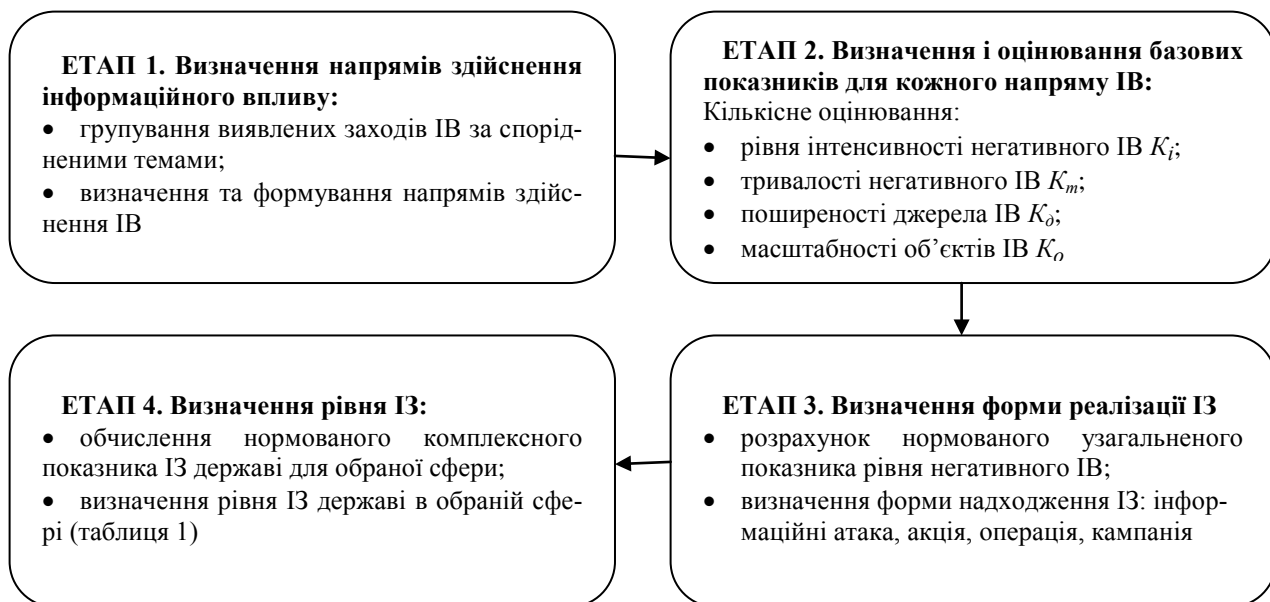 ЕТАП 1. Визначення напрямів здійснення
інформаційного впливу:
• групування виявлених заходів ІВ за спорід-
неними темами;
• визначення та формування напрямів здійс-
нення ІВ
ЕТАП 2. Визначення і оцінювання базових
показників для кожного напряму ІВ:
Кількісне оцінювання:
• рівня інтенсивності негативного ІВ Kі;
• тривалості негативного ІВ Kт;
• поширеності джерела ІВ Kд;
• масштабності об’єктів ІВ Kо
ЕТАП 3. Визначення форми реалізації ІЗ
• розрахунок нормованого узагальненого
показника рівня негативного ІВ;
• визначення форми надходження ІЗ: інфор-
маційні атака, акція, операція, кампанія
ЕТАП 4. Визначення рівня ІЗ:
• обчислення нормованого комплексного
показника ІЗ державі для обраної сфери;
• визначення рівня ІЗ державі в обраній сфе-
рі (таблиця 1)